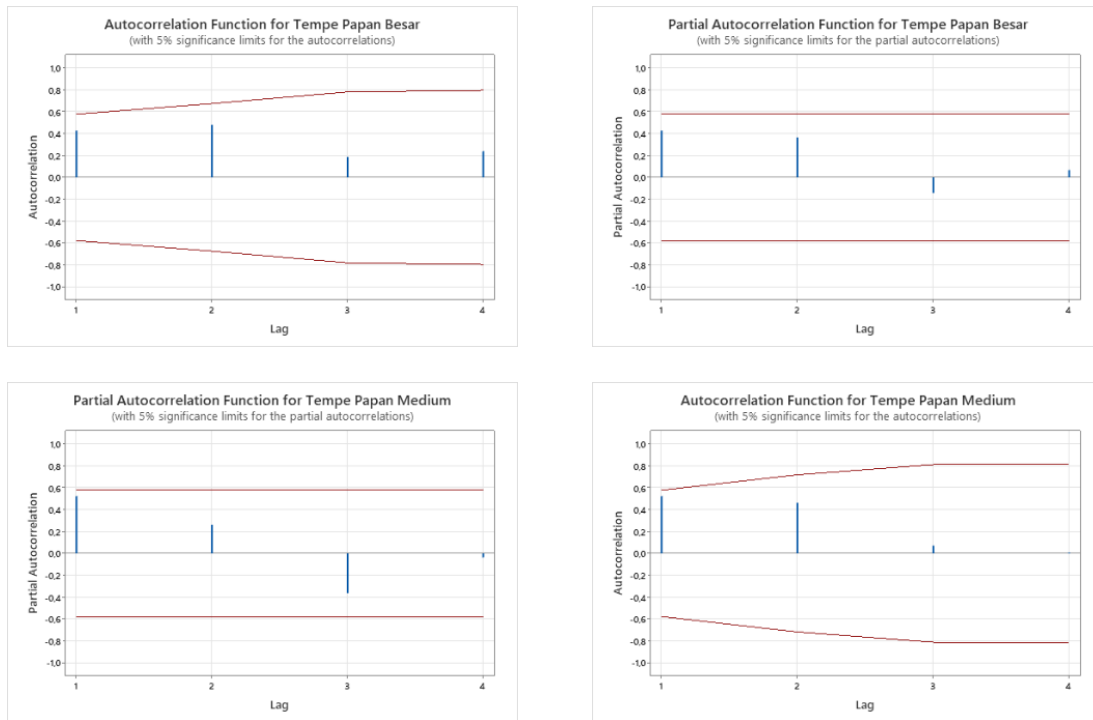 Autocorrelation Function for Tempe Papan Besar
(with 5% significance limits for the autocorrelations)
1,0
0,8
0,6
0,4
0,2
0,0
-0,2
-0,4
-0,6
-0,8
-1,0
Autocorrelation
1 2 3 4
Lag
Partial Autocorrelation Function for Tempe Papan Besar
(with 5% significance limits for the partial autocorrelations)
1,0
0,8
0,6
0,4
0,2
0,0
-0,2
-0,4
-0,6
-0,8
-1,0
Partial Autocorrelation
1 2 3 4
Lag
Partial Autocorrelation Function for Tempe Papan Medium
(with 5% significance limits for the partial autocorrelations)
1,0
0,8
0,6
0,4
0,2
0,0
-0,2
-0,4
-0,6
-0,8
-1,0
Partial Autocorrelation
1 2 3 4
Lag
Autocorrelation Function for Tempe Papan Medium
(with 5% significance limits for the autocorrelations)
1,0
0,8
0,6
0,4
0,2
0,0
-0,2
-0,4
-0,6
-0,8
-1,0
Autocorrelation
1 2 3 4
Lag